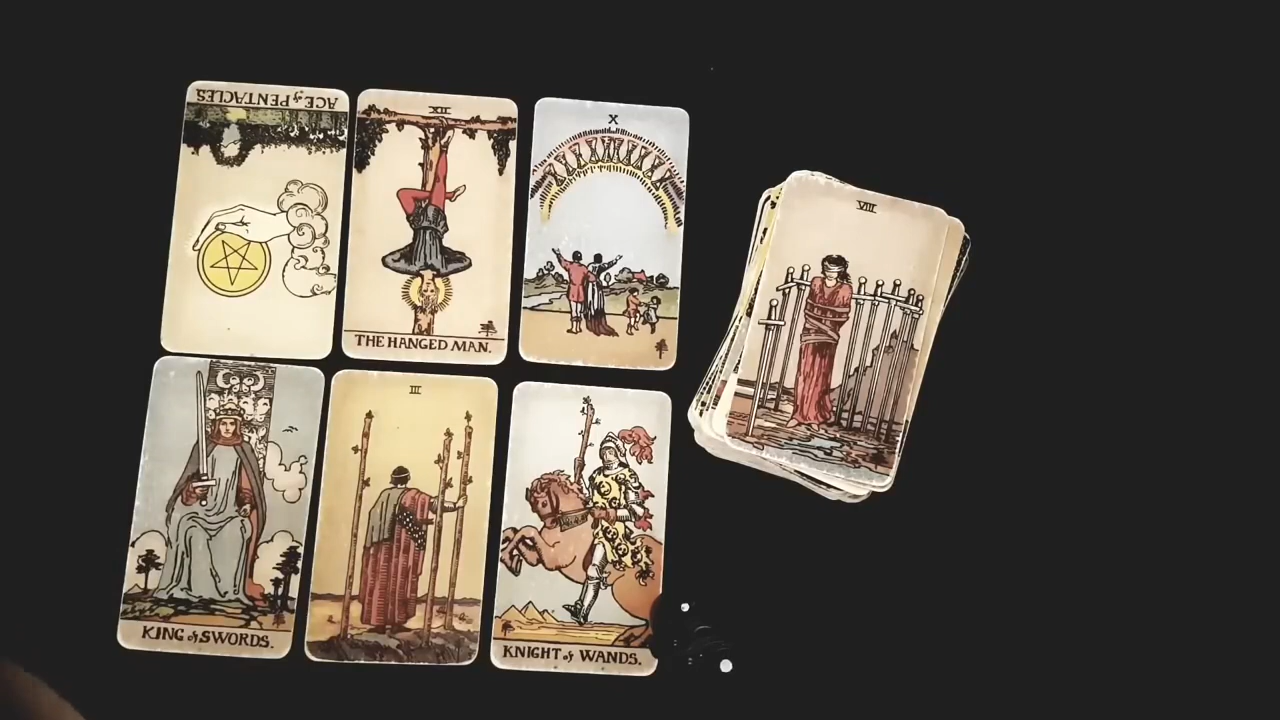 ACE of PENTACLES
XII
X
VIII
THE HANGED MAN.
III
KING of SWORDS.
KNIGHT of WANDS.